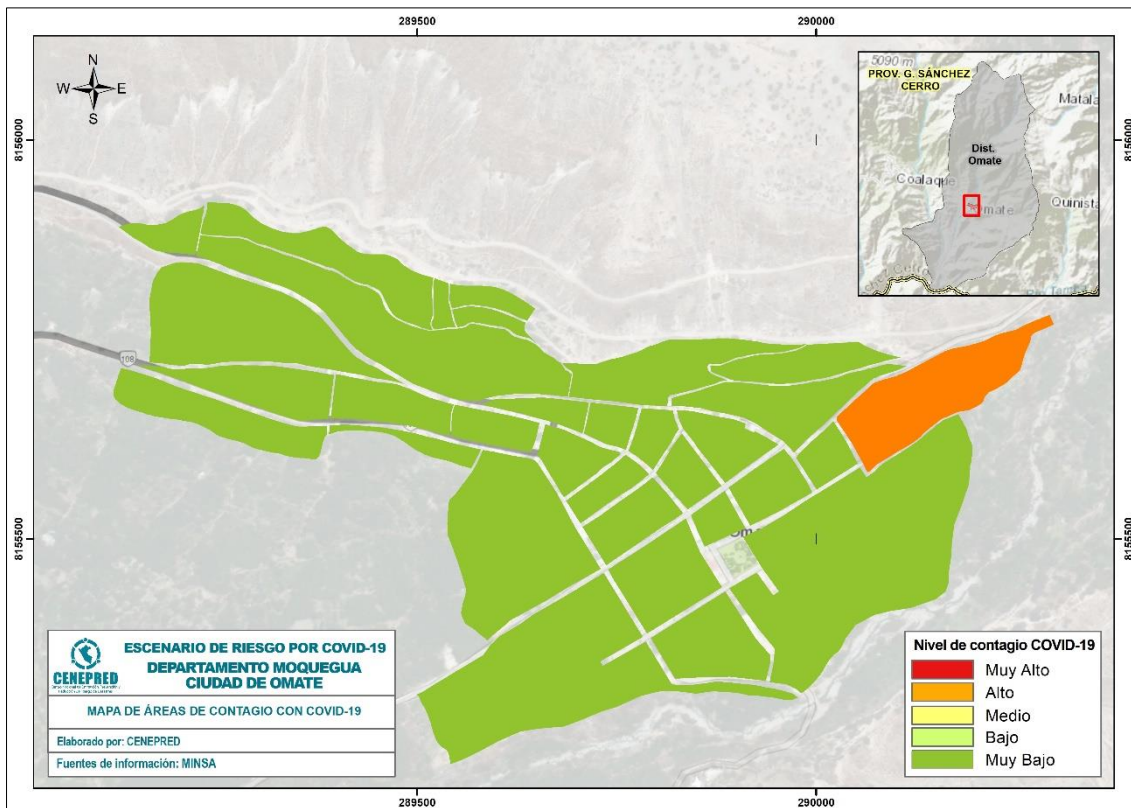 289500
290000
N
W
E
S
8156000
8156000
5090 m
PROV. G. SÁNCHEZ
CERRO
Matala
Dist.
Omate
Coalaque
Omate
Quinista
108
8155500
8155500
CENEPRED
ESCENARIO DE RIESGO POR COVID-19
DEPARTAMENTO MOQUEGUA
CIUDAD DE OMATE
MAPA DE ÁREAS DE CONTAGIO CON COVID-19
Elaborado por: CENEPRED
Fuentes de información: MINSA
Nivel de contagio COVID-19
Muy Alto
Alto
Medio
Bajo
Muy Bajo
289500
290000